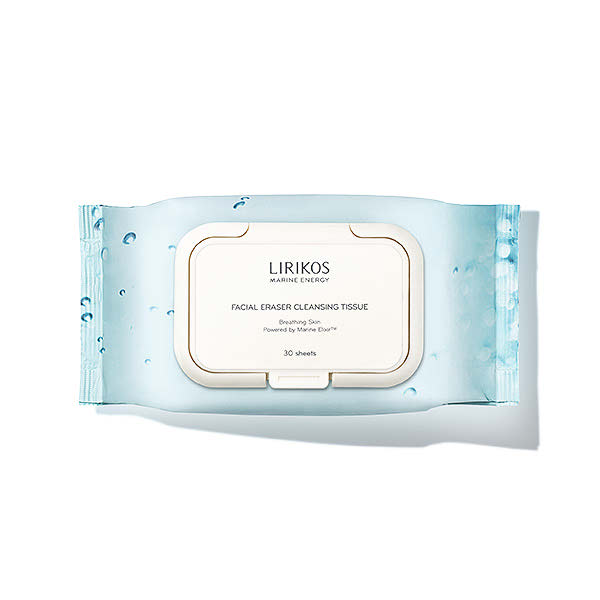 LIRIKOS
MARINE ENERGY
FACIAL ERASER CLEANSING TISSUE
Breathing Skin
Powered by Marine Elixir™
30 sheets